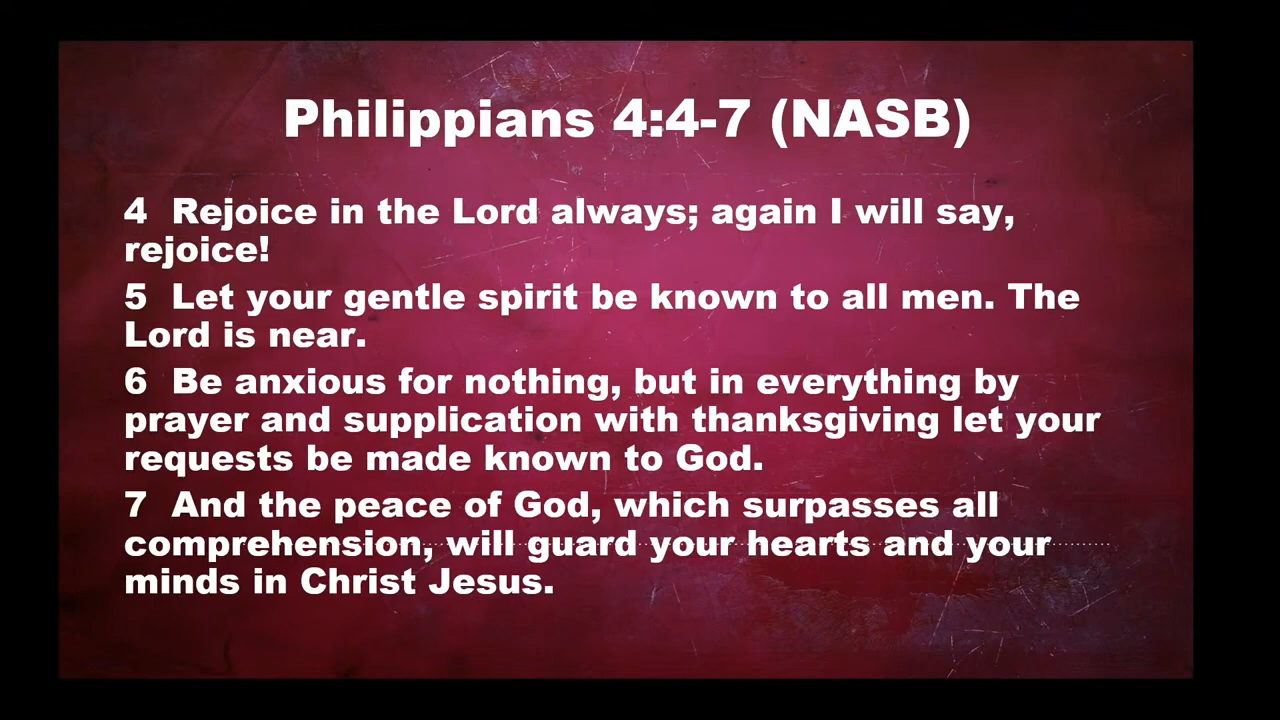 Philippians 4:4-7 (NASB)
4 Rejoice in the Lord always; again I will say,
rejoice!
5 Let your gentle spirit be known to all men. The
Lord is near.
6 Be anxious for nothing, but in everything by
prayer and supplication with thanksgiving let your
requests be made known to God.
7 And the peace of God, which surpasses all
comprehension, will guard your hearts and your
minds in Christ Jesus.